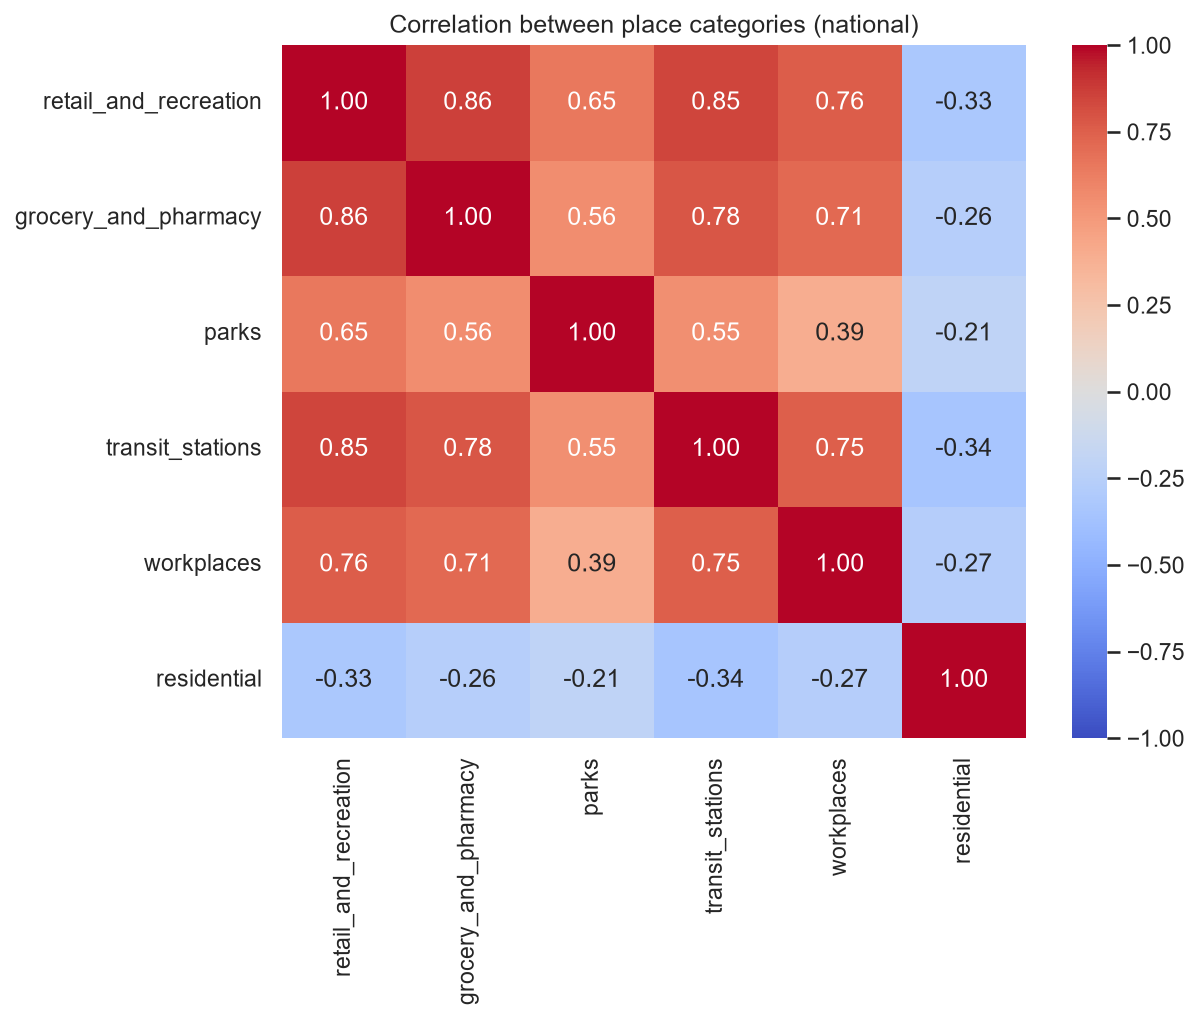 Correlation between place categories (national)
retail_and_recreation 1.00 0.86 0.65 0.85 0.76 -0.33
grocery_and_pharmacy 0.86 1.00 0.56 0.78 0.71 -0.26
parks 0.65 0.56 1.00 0.55 0.39 -0.21
transit_stations 0.85 0.78 0.55 1.00 0.75 -0.34
workplaces 0.76 0.71 0.39 0.75 1.00 -0.27
residential -0.33 -0.26 -0.21 -0.34 -0.27 1.00
retail_and_recreation
grocery_and_pharmacy
parks
transit_stations
workplaces
residential
1.00
0.75
0.50
0.25
0.00
−0.25
−0.50
−0.75
−1.00